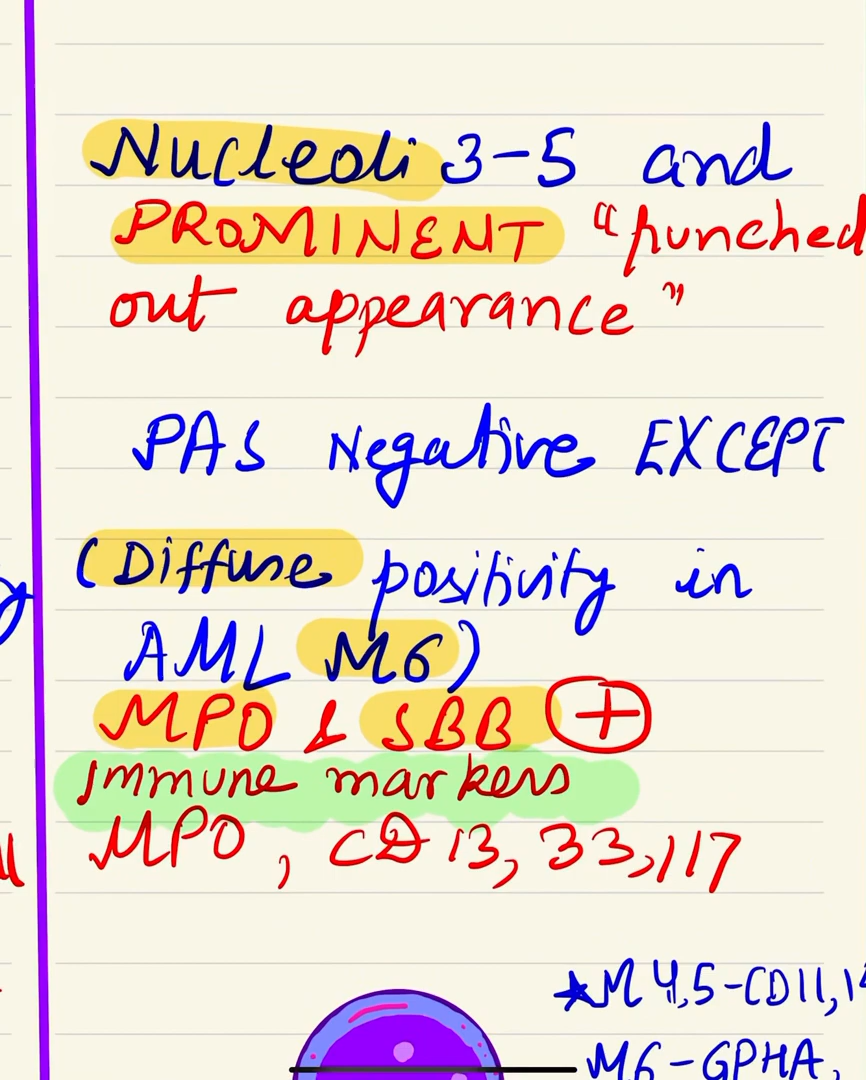 Nucleoli 3-5 and
PROMINENT "punched
out appearance"
PAS Negative EXCEPT
(Diffuse positivity in
AML M6)
MPO & SBB +
immune markers
MPO, CD 13, 33, 117
★M 4,5-CD11, 14
M6-GPHA,